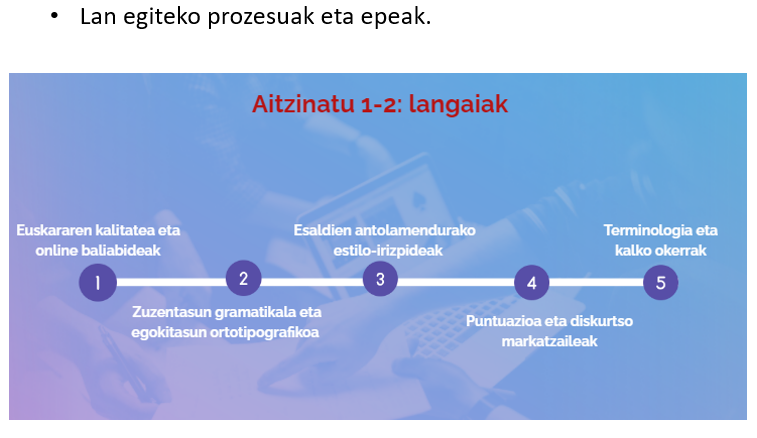 • Lan egiteko prozesuak eta epeak.
Aitzinatu 1-2: langaiak
Euskararen kalitatea eta
online baliabideak
1
2
Zuzentasun gramatikala eta
egokitasun ortotipografikoa
Esaldien antolamendurako
estilo-irizpideak
3
4
Puntuazioa eta diskurtso
markatzaileak
Terminologia eta
kalko okerrak
5